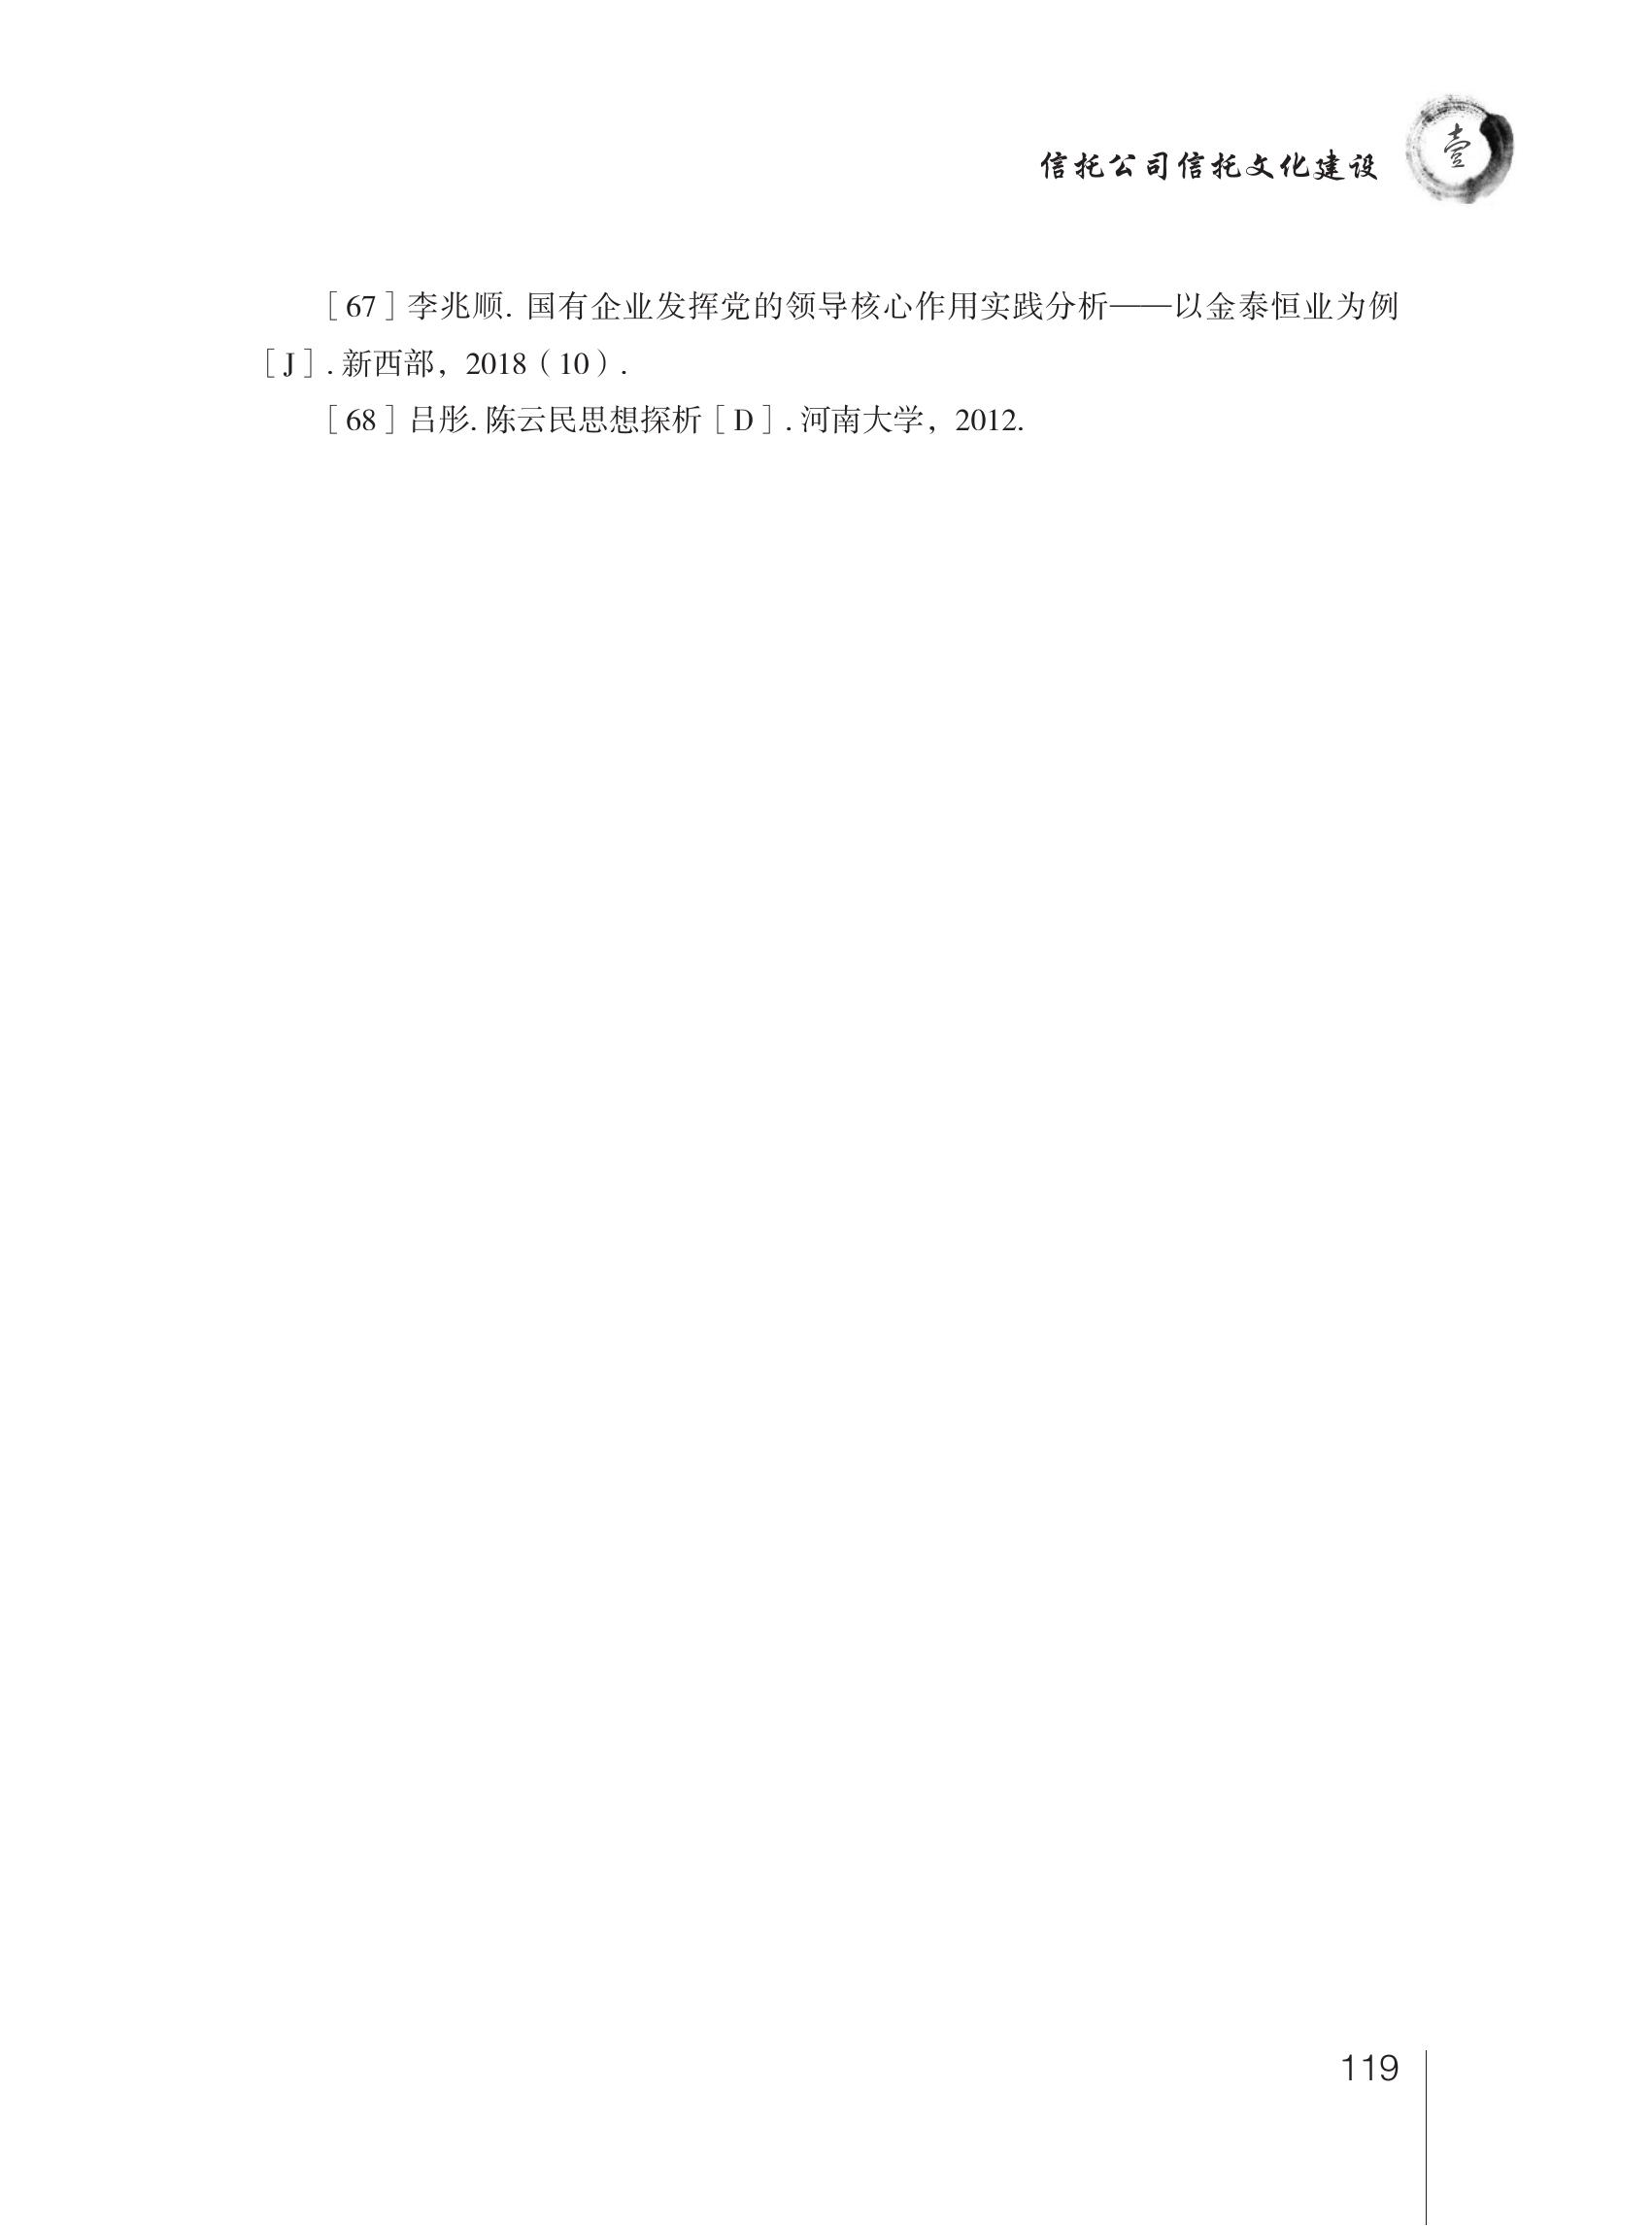 信托公司信托文化建设
壹
［67］李兆顺. 国有企业发挥党的领导核心作用实践分析——以金泰恒业为例
［J］. 新西部，2018（10）.
［68］吕彤. 陈云民思想探析［D］. 河南大学，2012.
119